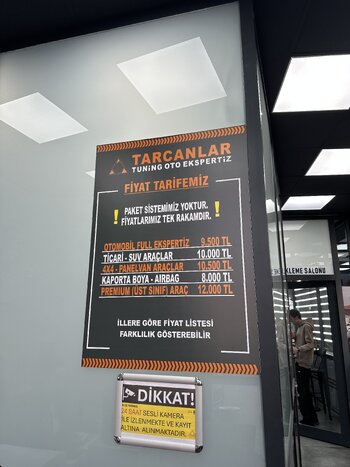 TARCANLAR
TUNiNG OTO EKSPERTiZ
FİYAT TARİFEMİZ
! PAKET SİSTEMİMİZ YOKTUR. !
FİYATLARIMIZ TEK RAKAMDIR.
OTOMOBİL FULL EKSPERTİZ 9.500 TL
TİCARİ - SUV ARAÇLAR 10.000 TL
4X4 - PANELVAN ARAÇLAR 10.500 TL
KAPORTA BOYA - AIRBAG 8.000 TL
PREMIUM (ÜST SINIF) ARAÇ 12.000 TL
İLLERE GÖRE FİYAT LİSTESİ
FARKLILIK GÖSTEREBİLİR
KLEME SALONU
DİKKAT!
24 SAAT SESLİ KAMERA
İLE İZLENMEKTE VE KAYIT
ALTINA ALINMAKTADIR.